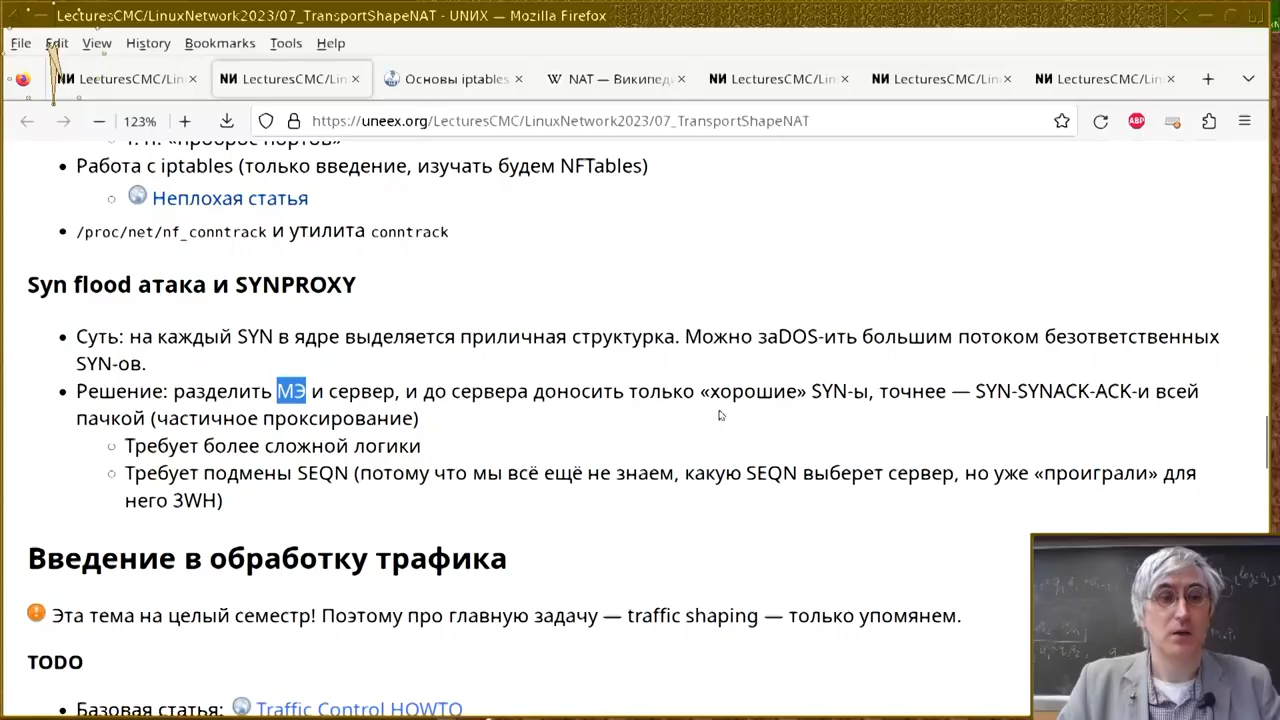 LecturesCMC/LinuxNetwork2023/07_TransportShapeNAT - UNИX — Mozilla Firefox
File Edit View History Bookmarks Tools Help
LecturesCMC/Lin LecturesCMC/Lin Основы iptables NAT — Википед LecturesCMC/Lin LecturesCMC/Lin LecturesCMC/Lin
123% https://uneex.org/LecturesCMC/LinuxNetwork2023/07_TransportShapeNAT ABP
Т. н. «проброс портов»
Работа с iptables (только введение, изучать будем NFTables)
Неплохая статья
/proc/net/nf_conntrack и утилита conntrack
Syn flood атака и SYNPROXY
Суть: на каждый SYN в ядре выделяется приличная структурка. Можно заDOS-ить большим потоком безответственных
SYN-ов.
Решение: разделить МЭ и сервер, и до сервера доносить только «хорошие» SYN-ы, точнее — SYN-SYNACK-ACK-и всей
пачкой (частичное проксирование)
Требует более сложной логики
Требует подмены SEQN (потому что мы всё ещё не знаем, какую SEQN выберет сервер, но уже «проиграли» для
него 3WH)
Введение в обработку трафика
Эта тема на целый семестр! Поэтому про главную задачу — traffic shaping — только упомянем.
TODO
Базовая статья: Traffic Control HOWTO